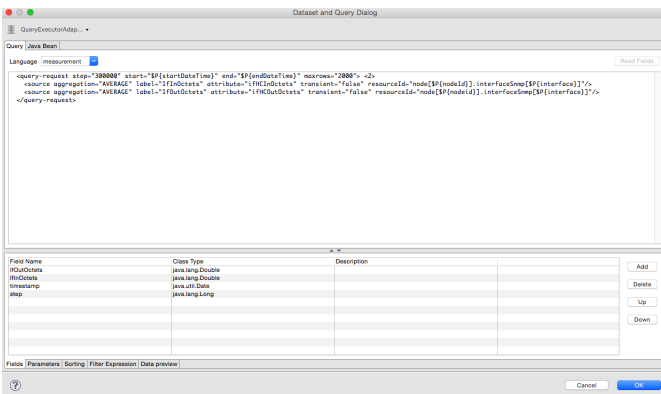 Dataset and Query Dialog
QueryExecutorAdap...
Query Java Bean
Language measurement Read Fields
<query-request step="300000" start="$P{startDateTime}" end="$P{endDateTime}" maxrows="2000"> <2>
<source aggregation="AVERAGE" label="IfInOctets" attribute="ifHCInOctets" transient="false" resourceId="node[$P{nodeId}].interfaceSnmp[$P{interface}]"/>
<source aggregation="AVERAGE" label="IfOutOctets" attribute="ifHCOutOctets" transient="false" resourceId="node[$P{nodeid}].interfaceSnmp[$P{interface}]"/>
</query-request>
Field Name Class Type Description
IfOutOctets java.lang.Double
IfInOctets java.lang.Double
timestamp java.util.Date
step java.lang.Long
Add
Delete
Up
Down
Fields Parameters Sorting Filter Expression Data preview
? Cancel OK